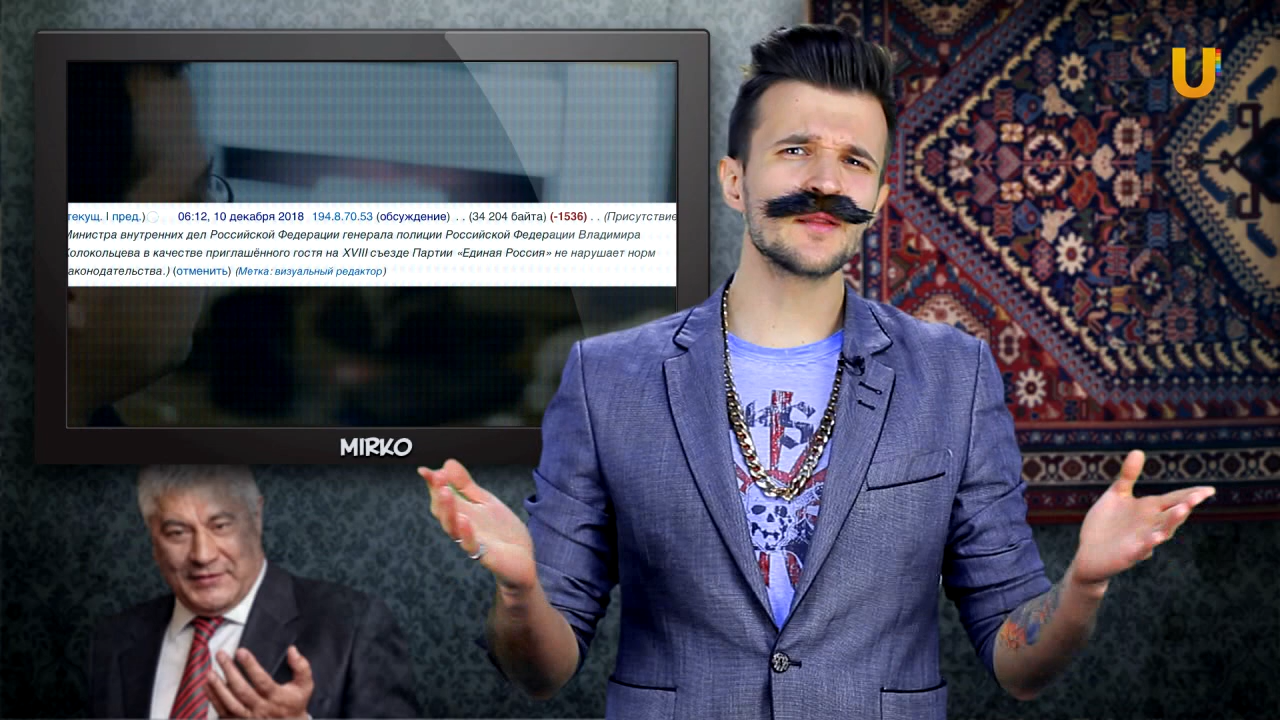 U
текущ. | пред.) 06:12, 10 декабря 2018 194.8.70.53 (обсуждение) . . (34 204 байта) (-1536) . . (Присутствие
Министра внутренних дел Российской Федерации генерала полиции Российской Федерации Владимира
Колокольцева в качестве приглашённого гостя на XVIII съезде Партии «Единая Россия» не нарушает норм
аконодательства.) (отменить) (Метка: визуальный редактор)
MIRKO